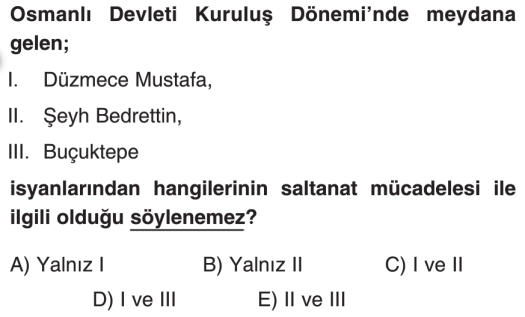 Osmanlı Devleti Kuruluş Dönemi’nde meydana
gelen;
I. Düzmece Mustafa,
II. Şeyh Bedrettin,
III. Buçuktepe
isyanlarından hangilerinin saltanat mücadelesi ile
ilgili olduğu söylenemez?
A) Yalnız I B) Yalnız II C) I ve II
D) I ve III E) II ve III